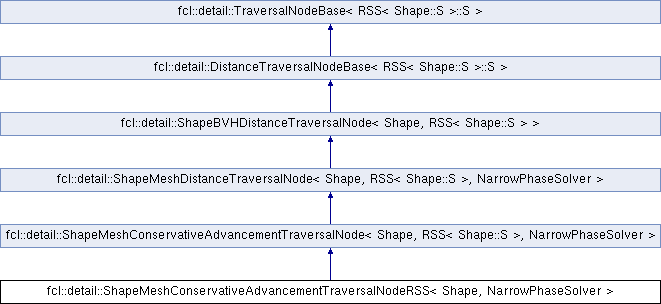 fcl::detail::TraversalNodeBase< RSS< Shape::S >::S >
fcl::detail::DistanceTraversalNodeBase< RSS< Shape::S >::S >
fcl::detail::ShapeBVHDistanceTraversalNode< Shape, RSS< Shape::S > >
fcl::detail::ShapeMeshDistanceTraversalNode< Shape, RSS< Shape::S >, NarrowPhaseSolver >
fcl::detail::ShapeMeshConservativeAdvancementTraversalNode< Shape, RSS< Shape::S >, NarrowPhaseSolver >
fcl::detail::ShapeMeshConservativeAdvancementTraversalNodeRSS< Shape, NarrowPhaseSolver >